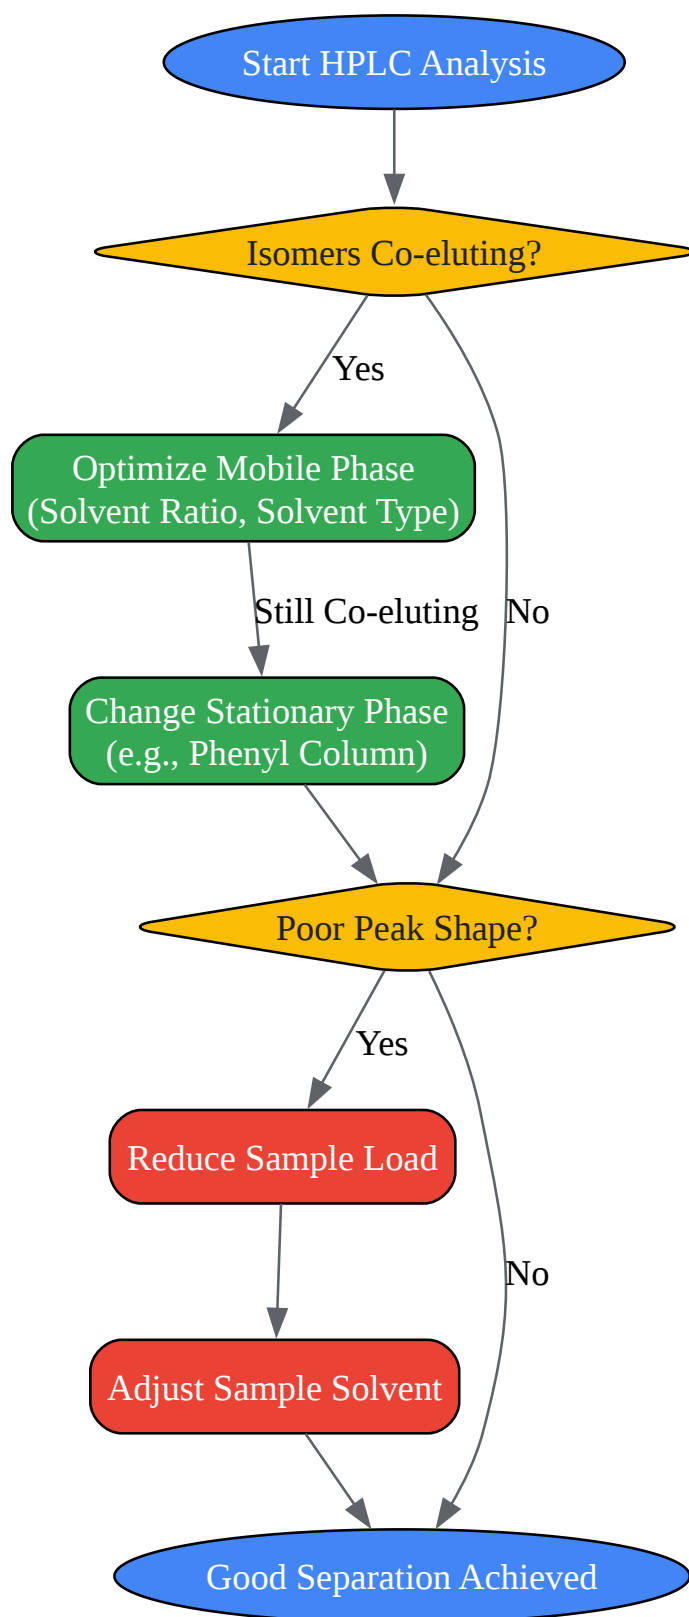 Start HPLC Analysis
Isomers Co-eluting?
Yes
Optimize Mobile Phase
(Solvent Ratio, Solvent Type)
Still Co-eluting
No
Change Stationary Phase
(e.g., Phenyl Column)
Poor Peak Shape?
Yes
Reduce Sample Load
No
Adjust Sample Solvent
Good Separation Achieved